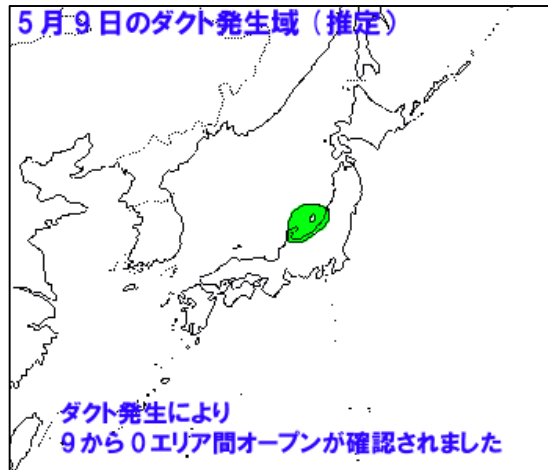 5月9日のダクト発生域(推定)
ダクト発生により
9から0エリア間オープンが確認されました